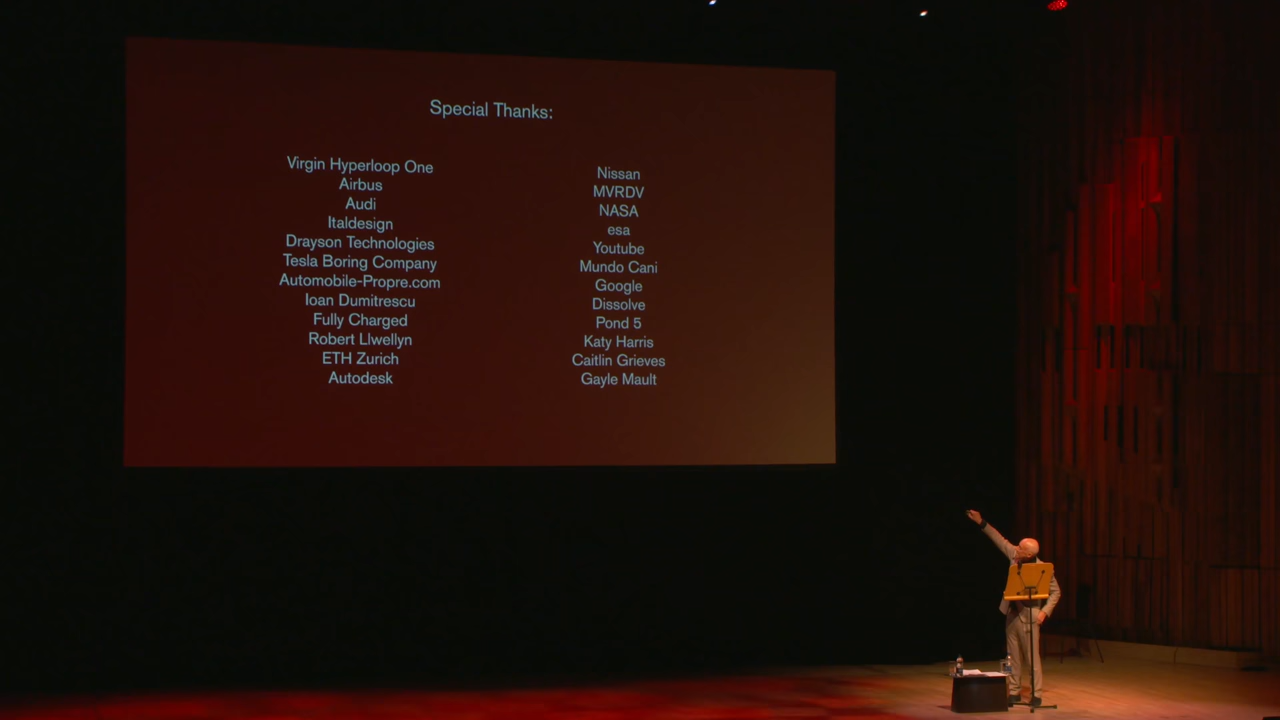 Special Thanks:
Virgin Hyperloop One
Airbus
Audi
Italdesign
Drayson Technologies
Tesla Boring Company
Automobile-Propre.com
Ioan Dumitrescu
Fully Charged
Robert Llwellyn
ETH Zurich
Autodesk
Nissan
MVRDV
NASA
esa
Youtube
Mundo Cani
Google
Dissolve
Pond 5
Katy Harris
Caitlin Grieves
Gayle Mault